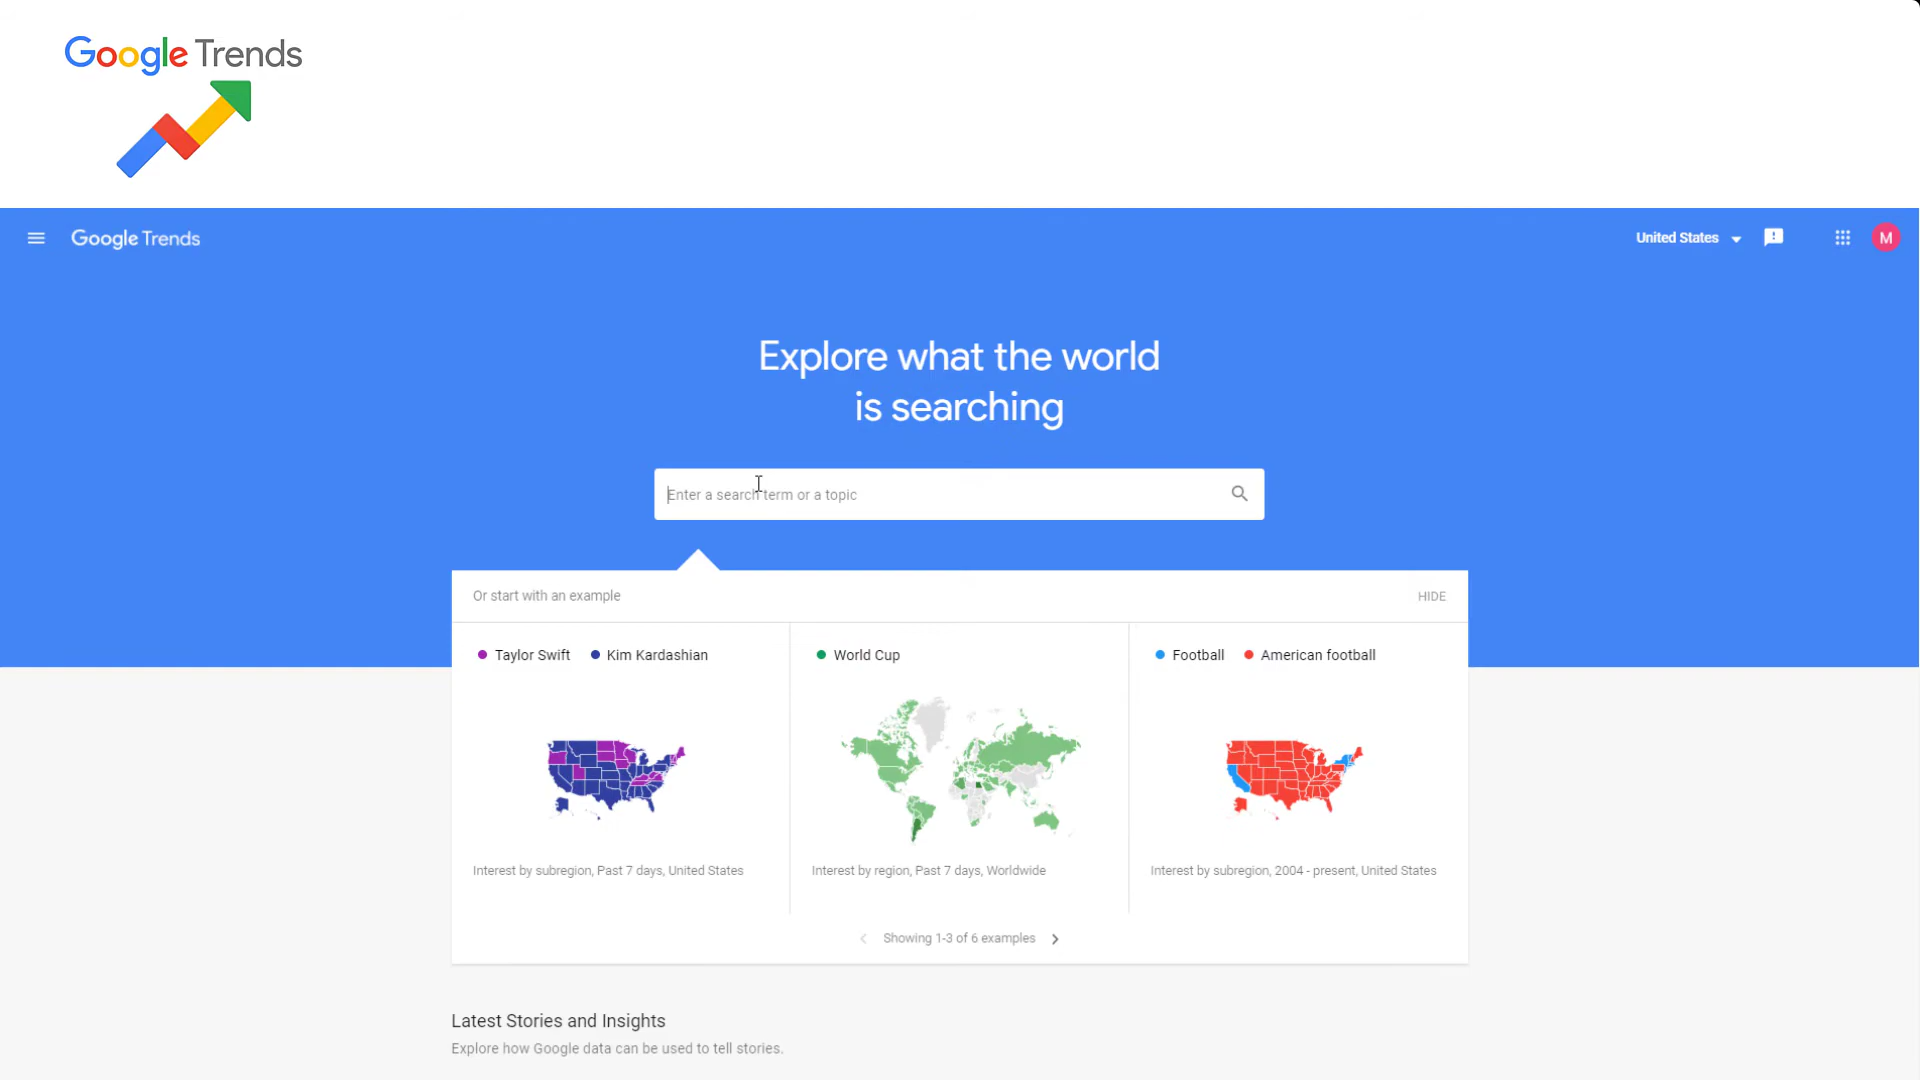 Google Trends
Google Trends
United States
M
Explore what the world
is searching
Enter a search term or a topic
Or start with an example
HIDE
Taylor Swift Kim Kardashian
World Cup
Football American football
Interest by subregion, Past 7 days, United States
Interest by region, Past 7 days, Worldwide
Interest by subregion, 2004 - present, United States
Showing 1-3 of 6 examples
Latest Stories and Insights
Explore how Google data can be used to tell stories.